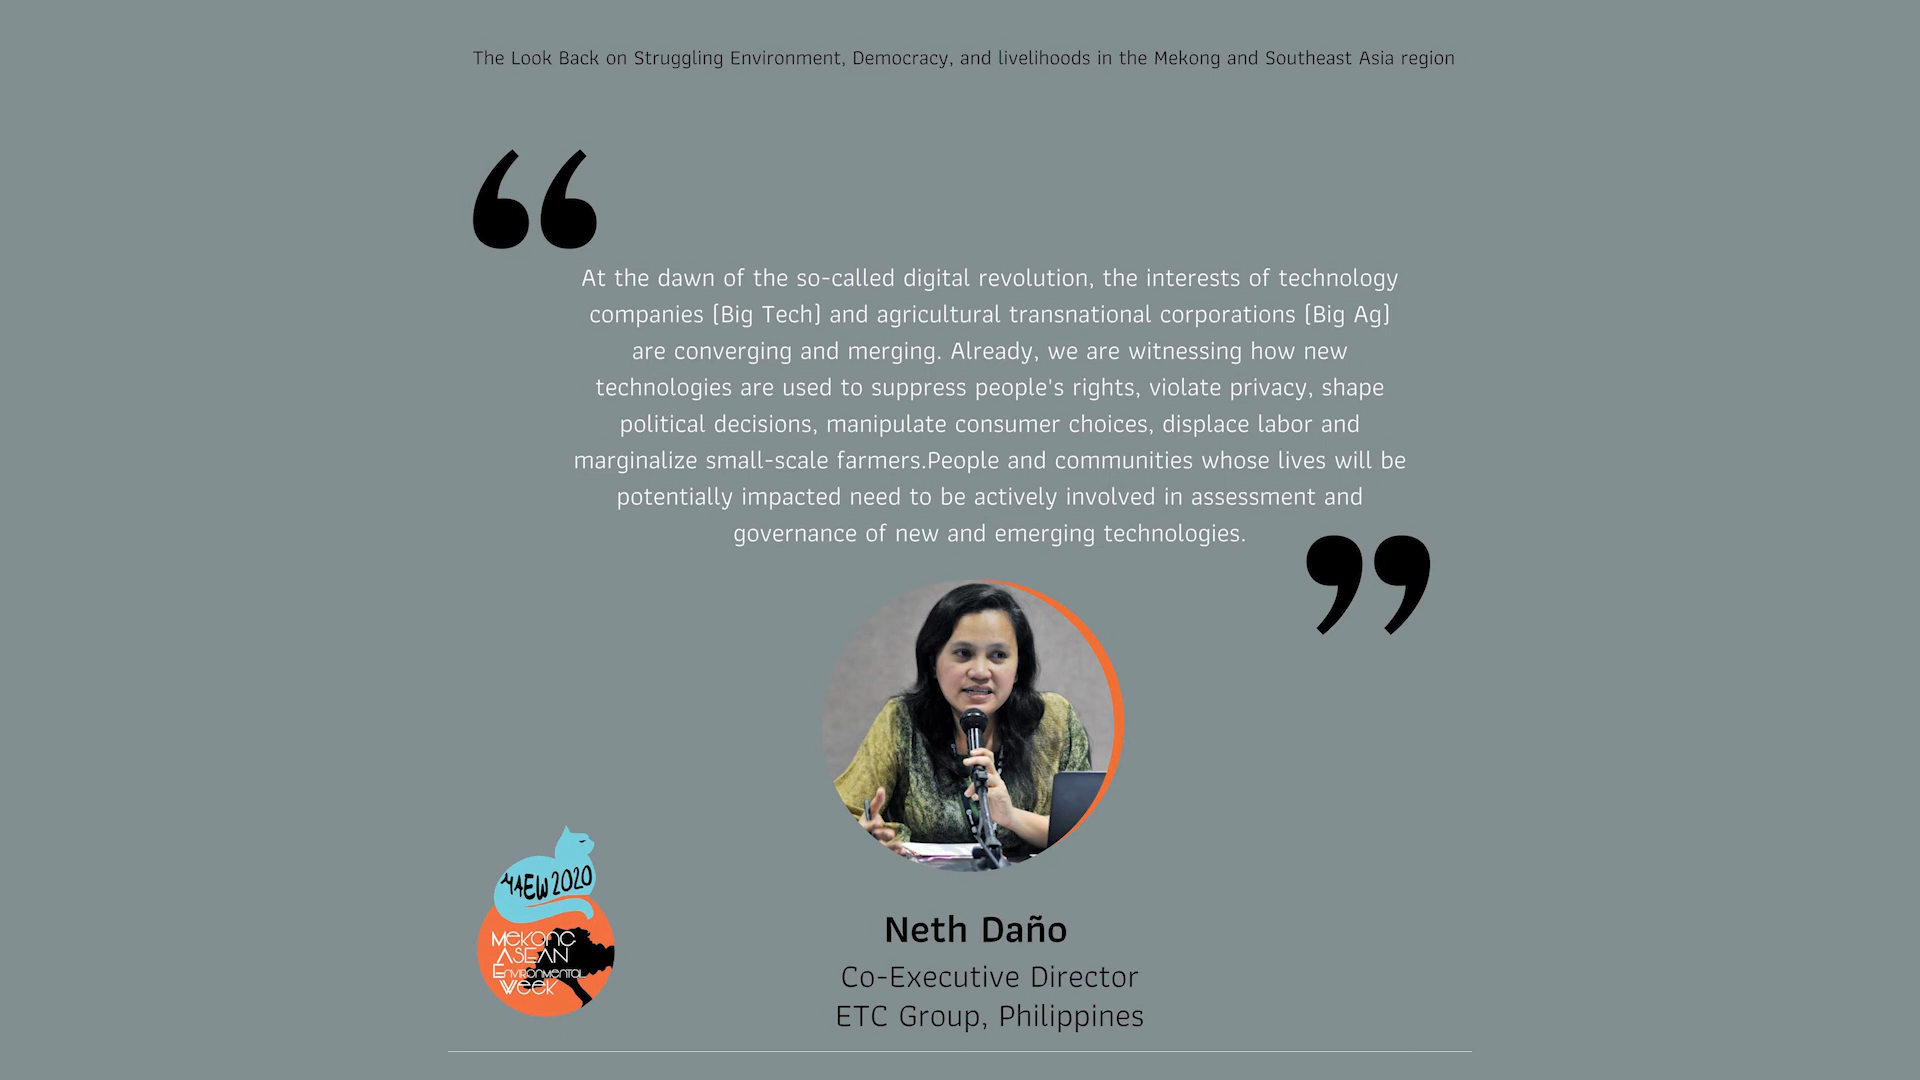 The Look Back on Struggling Environment, Democracy, and livelihoods in the Mekong and Southeast Asia region
“
At the dawn of the so-called digital revolution, the interests of technology
companies (Big Tech) and agricultural transnational corporations (Big Ag)
are converging and merging. Already, we are witnessing how new
technologies are used to suppress people's rights, violate privacy, shape
political decisions, manipulate consumer choices, displace labor and
marginalize small-scale farmers.People and communities whose lives will be
potentially impacted need to be actively involved in assessment and
governance of new and emerging technologies.
”
Neth Daño
Co-Executive Director
ETC Group, Philippines
MAEW 2020
Mekong
ASEAN
Environmental
Week